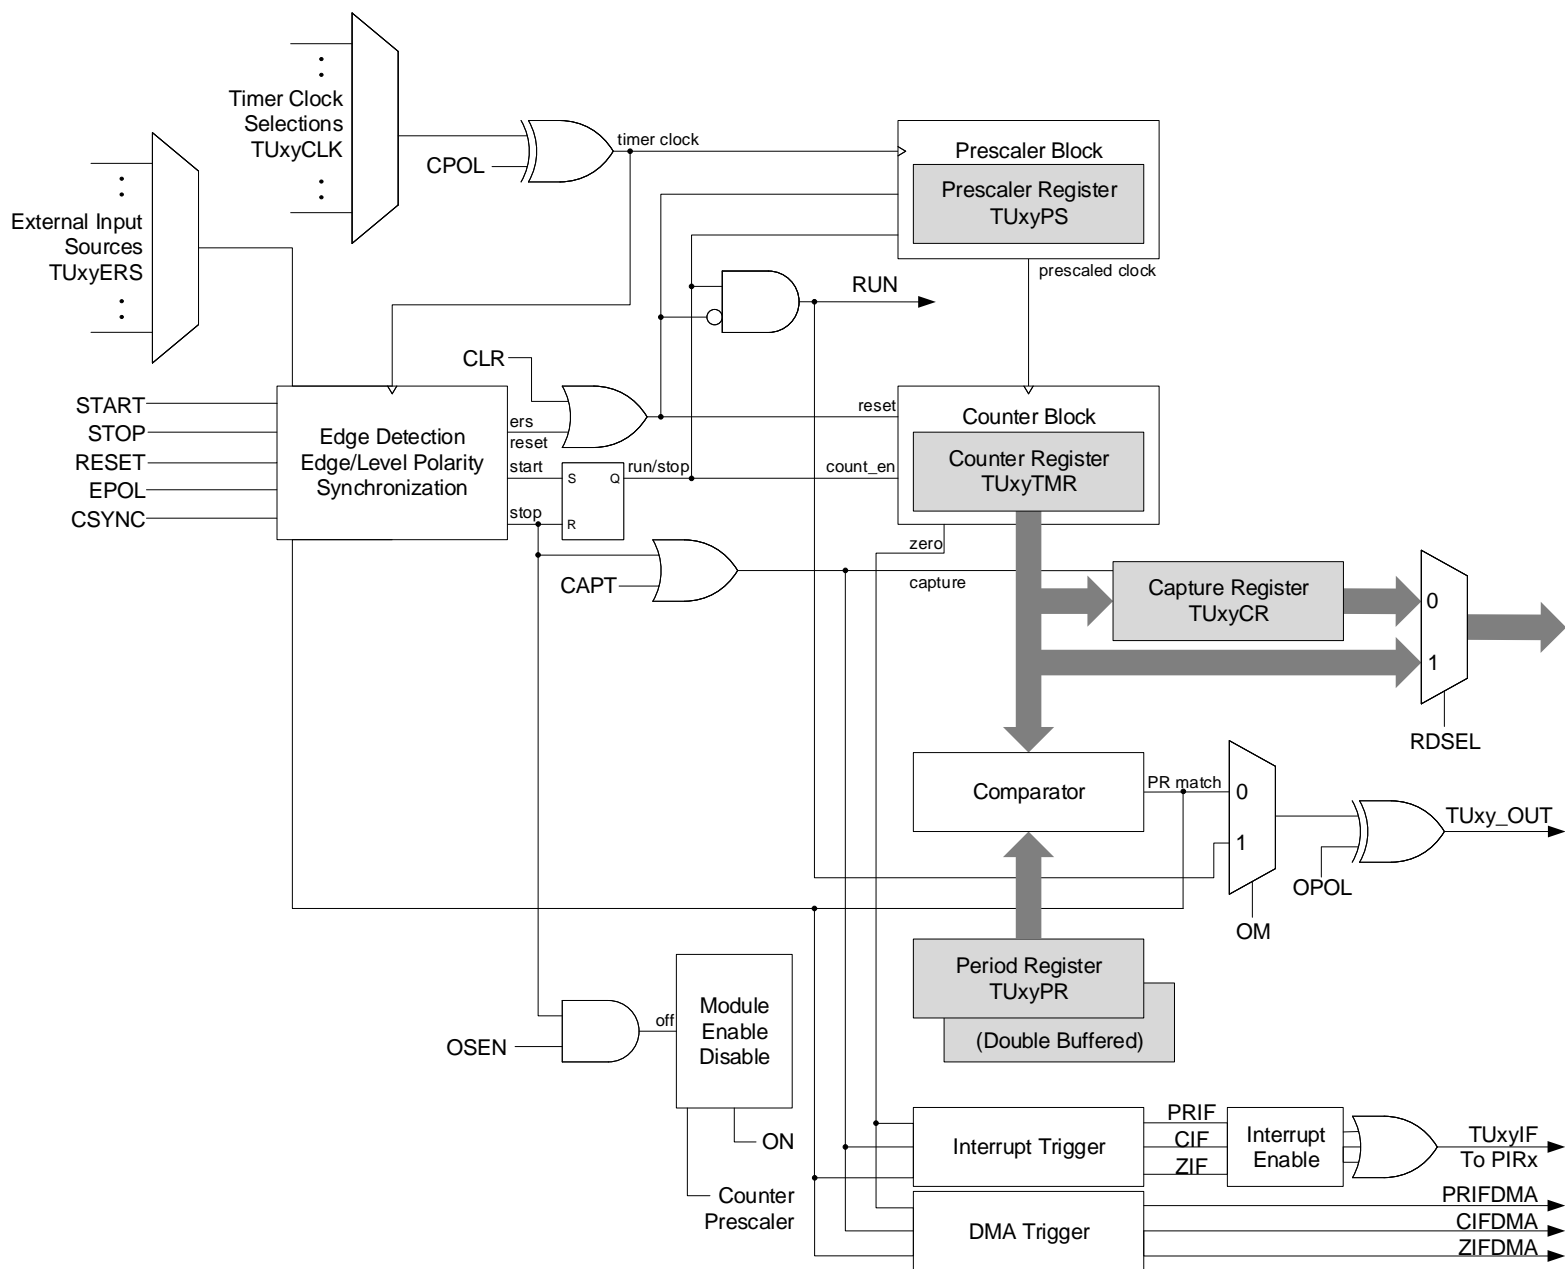 Timer Clock
Selections
TUxyCLK
CPOL
timer clock
External Input
Sources
TUxyERS
Prescaler Block
Prescaler Register
TUxyPS
prescaled clock
RUN
CLR
START
STOP
RESET
EPOL
CSYNC
Edge Detection
Edge/Level Polarity
Synchronization
ers
reset
start
stop
S
Q
R
run/stop
reset
count_en
Counter Block
Counter Register
TUxyTMR
zero
CAPT
capture
Capture Register
TUxyCR
0
1
RDSEL
Comparator
PR match
0
1
OM
OPOL
TUxy_OUT
Period Register
TUxyPR
(Double Buffered)
OSEN
off
Module
Enable
Disable
ON
Counter
Prescaler
Interrupt Trigger
PRIF
CIF
ZIF
Interrupt
Enable
TUxyIF
To PIRx
DMA Trigger
PRIFDMA
CIFDMA
ZIFDMA